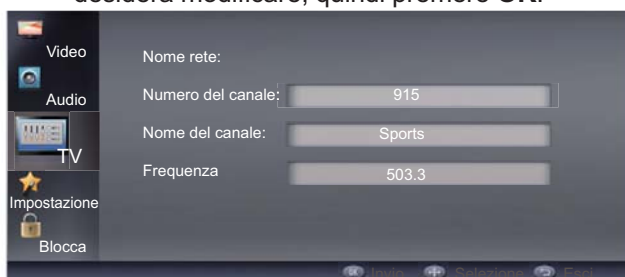 desidera modificare, quindi premere OK.
Video
Audio
TV
Impostazione
Blocca
Nome rete:
Numero del canale: 915
Nome del canale: Sports
Frequenza 503.3
Invio Selezione Esci